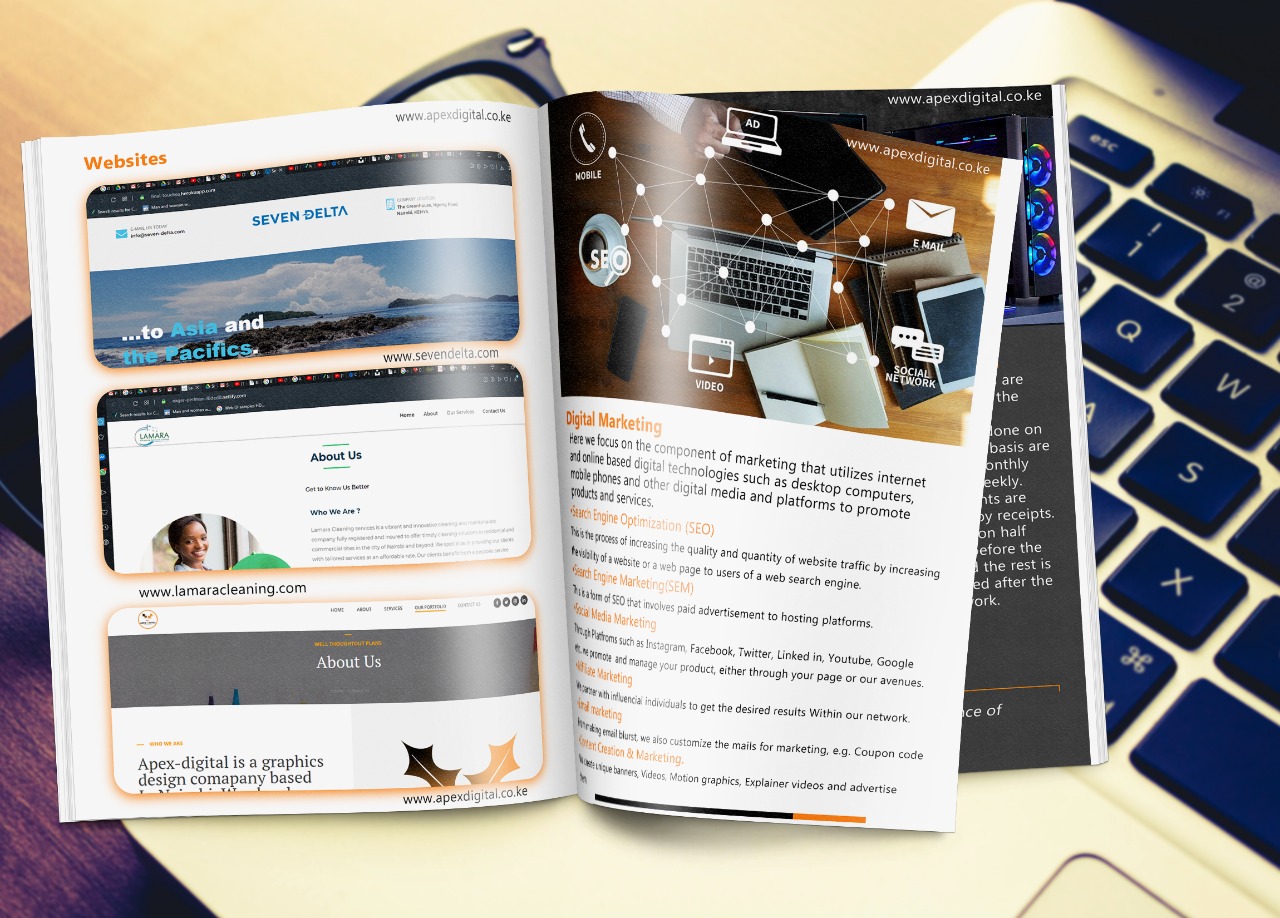 www.apexdigital.co.ke
Websites
E-MAIL US TODAY
info@seven-delta.com
SEVEN DELTA
COMPANY LOCATION
The Greenhouse, Ngong Road,
Nairobi, KENYA
...to Asia and
the Pacifics.
www.sevendelta.com
Home About Our Services Contact Us
LAMARA
About Us
Get to Know Us Better
Who We Are ?
Lamara Cleaning services is a vibrant and innovative cleaning and maintenance
company fully registered and insured to offer timely cleaning solutions to residential and
commercial sites in the city of Nairobi and beyond.
with tailored services at an affordable rate. Our clients benefit from a
www.lamaracleaning.com
HOME ABOUT SERVICES OUR PORTFOLIO CONTACT US
WELL THOUGHTOUT PLANS
About Us
WHO WE ARE
Apex-digital is a graphics
design comapany based
www.apexdigital.co.ke
www.apexdigital.co.ke
MOBILE
AD
www.apexdigital.co.ke
E MAIL
SEO
VIDEO
SOCIAL
NETWORK
Digital Marketing
Here we focus on the component of marketing that utilizes internet
and online based digital technologies such as desktop computers,
mobile phones and other digital media and platforms to promote
products and services.
•Search Engine Optimization (SEO)
This is the process of increasing the quality and quantity of website traffic by increasing
the visibility of a website or a web page to users of a web search engine.
•Search Engine Marketing(SEM)
This is a form of SEO that involves paid advertisement to hosting platforms.
•Social Media Marketing
Through Platfroms such as Instagram, Facebook, Twitter, Linked in, Youtube, Google
etc. we promote and manage your product, either through your page or our avenues.
•Affiliate Marketing
We partner with influencial individuals to get the desired results Within our network.
•Email marketing
From making email blurst, we also customize the mails for marketing, e.g. Coupon code
•Content Creation & Marketing.
We create unique banners, Videos, Motion graphics, Explainer videos and advertise
them
are
the
done on
basis are
onthly
eekly.
nts are
by receipts.
on half
before the
the rest is
ed after the
ork.
nce of
esc
F1
!
1
@
2
Q
W
A
S
X
⌘